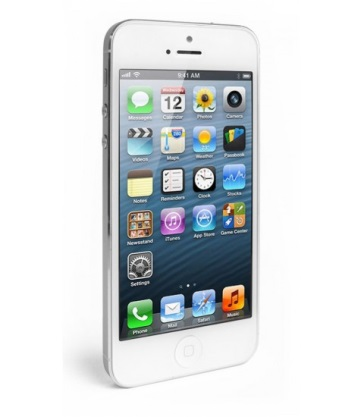 9:41 AM
Messages Calendar Photos Camera
Videos Maps Weather Passbook
Notes Reminders Clock Stocks
Newsstand iTunes App Store Game Center
Settings
Phone Mail Safari Music
12